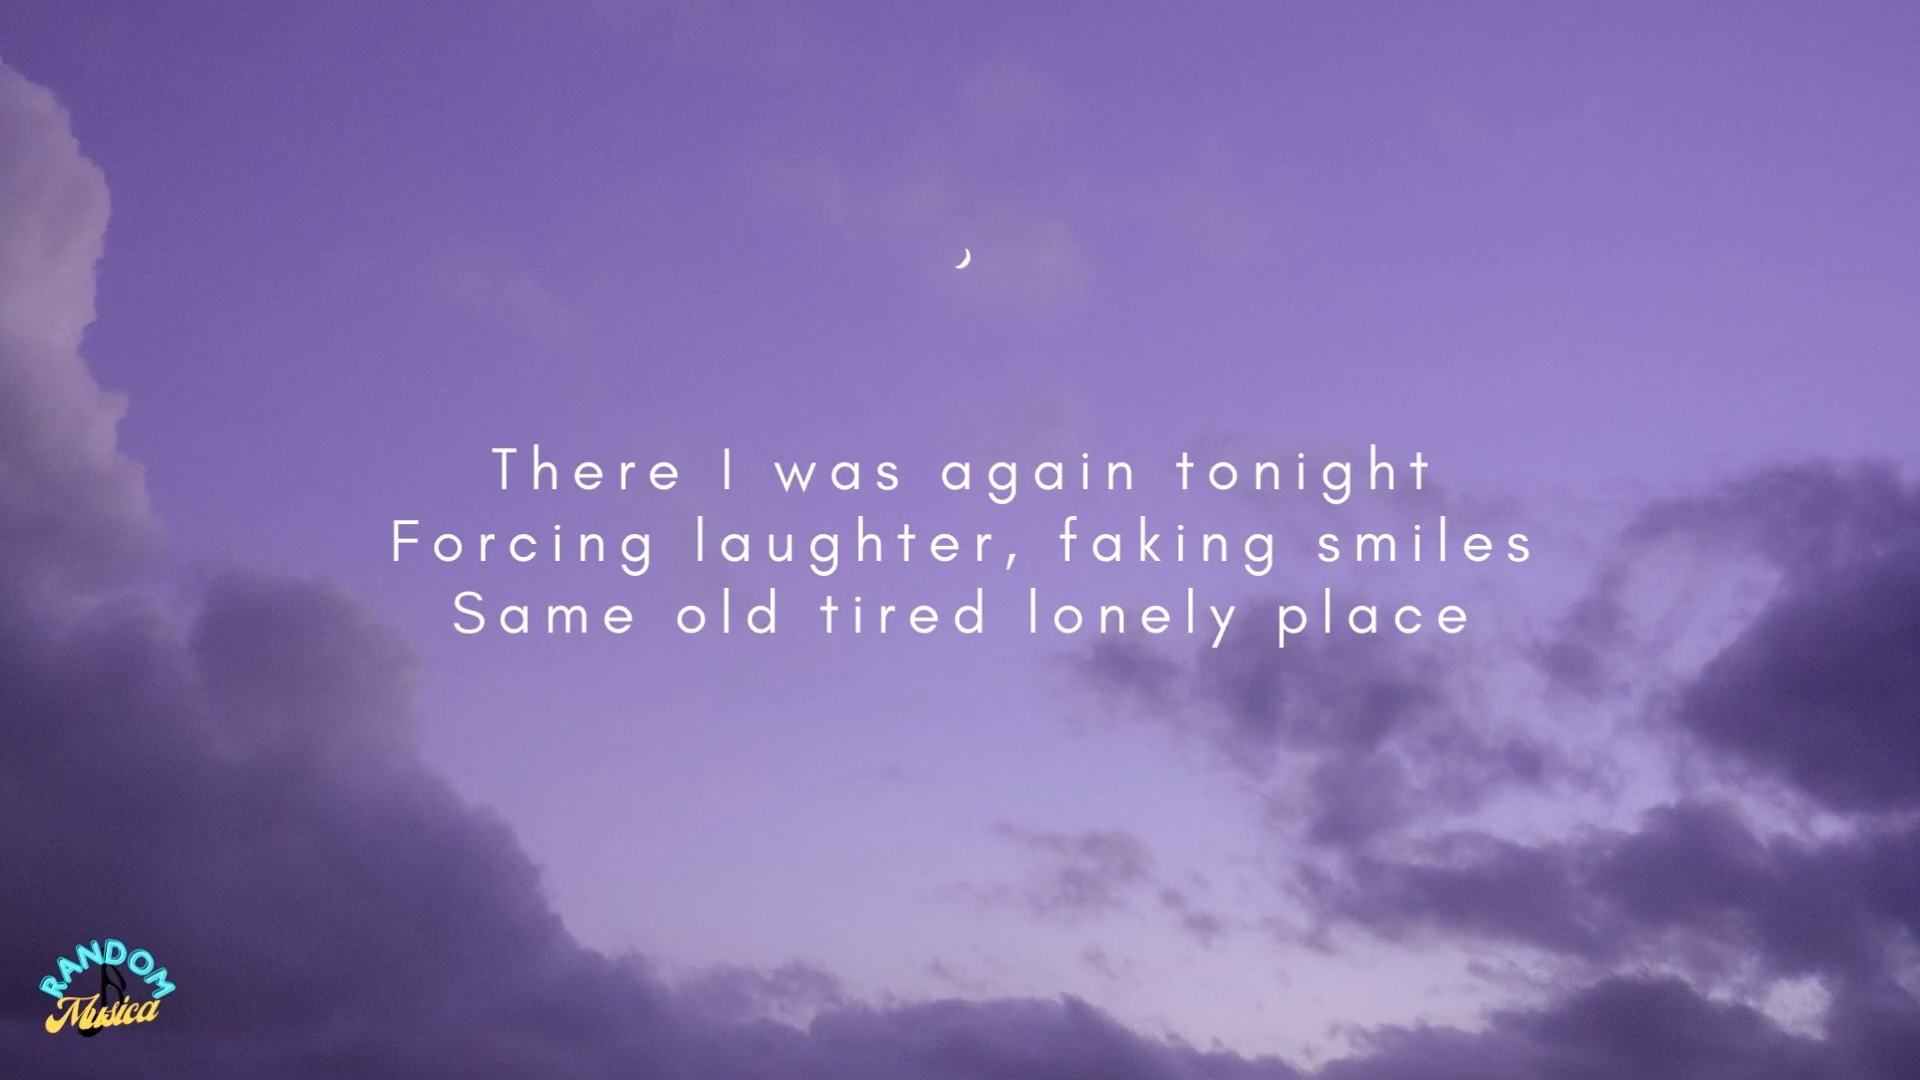 There I was again tonight
Forcing laughter, faking smiles
Same old tired lonely place
RANDOM
Musica